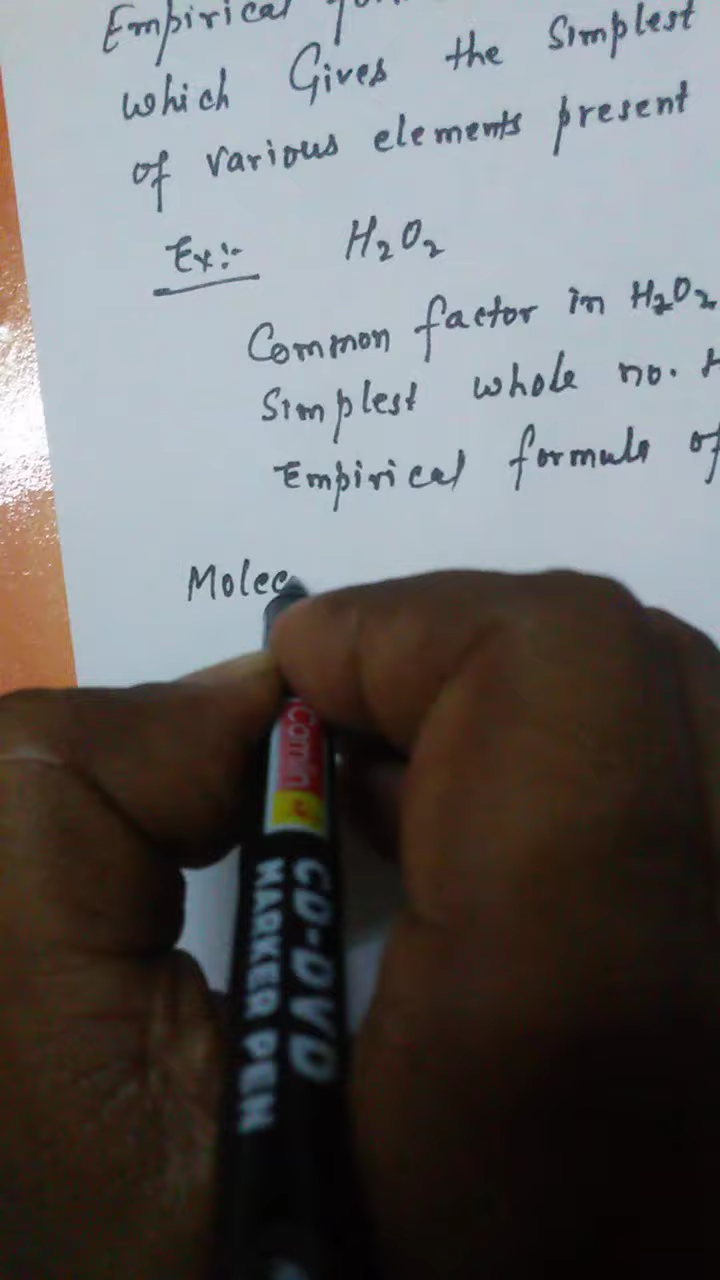 Empirical
which Gives the Simplest
of various elements present
Ex:- H₂O₂
Common factor in H₂O₂
Simplest whole no. H
Empirical formula of
Molec
Camlin
CD-DVD
MARKER PEN